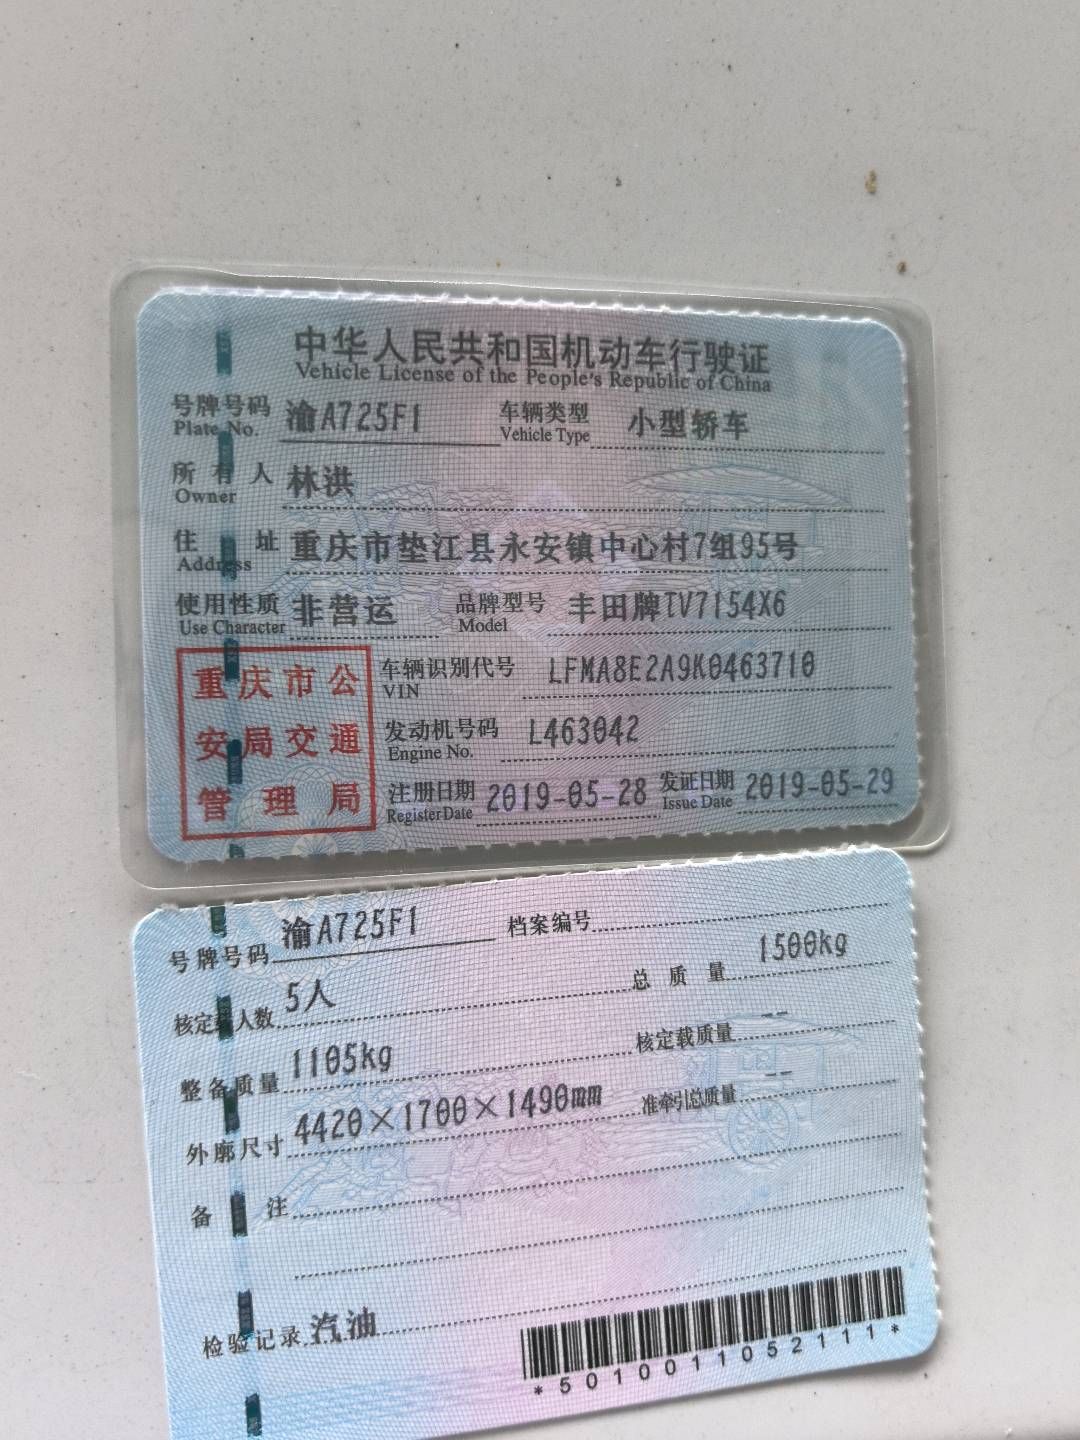 中华人民共和国机动车行驶证
Vehicle License of the People's Republic of China
号牌号码 渝A725F1 车辆类型 小型轿车
Plate No. Vehicle Type
所有人 林洪
Owner
住址 重庆市垫江县永安镇中心村7组95号
Address
使用性质 非营运 品牌型号 丰田牌TV7154X6
Use Character Model
重庆市公 车辆识别代号 LFMA8E2A9K0463710
VIN
安局交通 发动机号码 L463042
Engine No.
管理局 注册日期 2019-05-28 发证日期 2019-05-29
Register Date Issue Date
号牌号码 渝A725F1 档案编号
核定载人数 5人 总质量 1500kg
整备质量 1105kg 核定载质量 --
外廓尺寸 4420×1700×1490mm 准牵引总质量 --
备注
检验记录 汽油
*5010011052111*